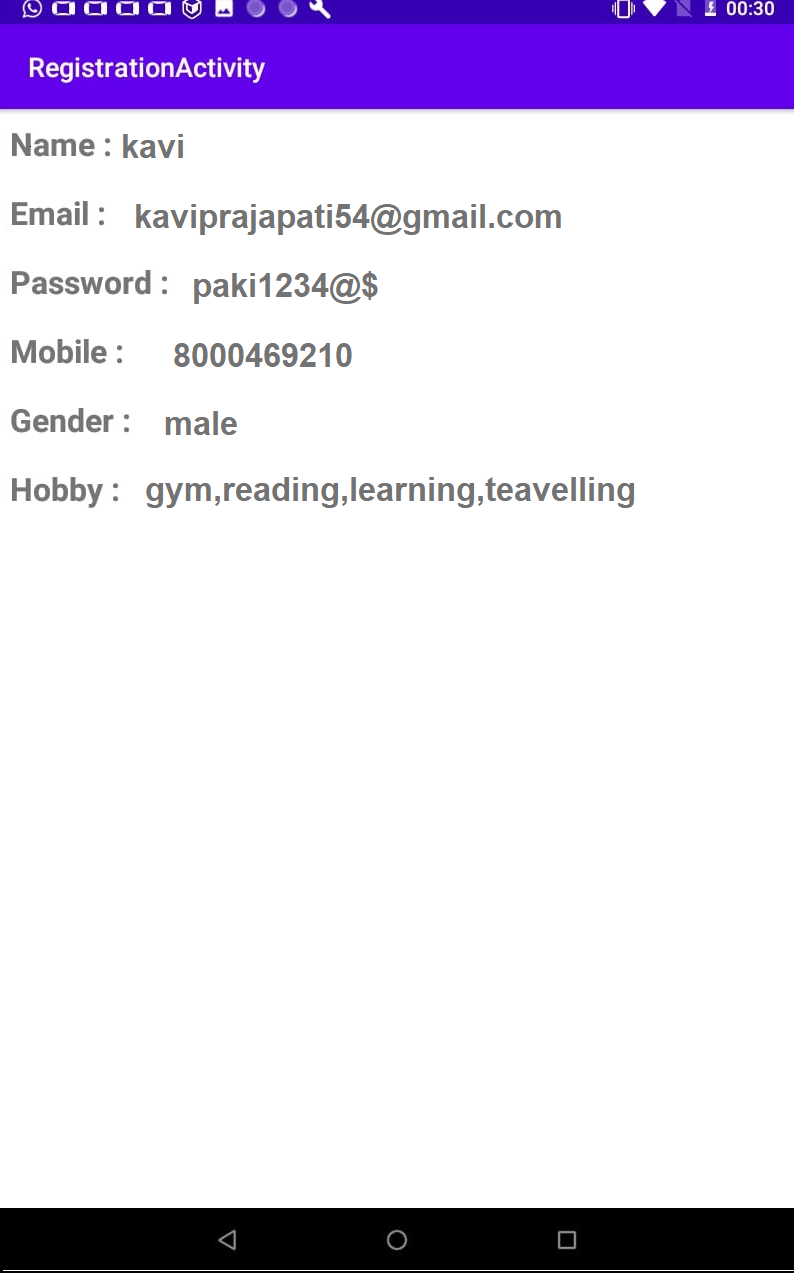 00:30
RegistrationActivity
Name : kavi
Email : kaviprajapati54@gmail.com
Password : paki1234@$
Mobile : 8000469210
Gender : male
Hobby : gym,reading,learning,teavelling